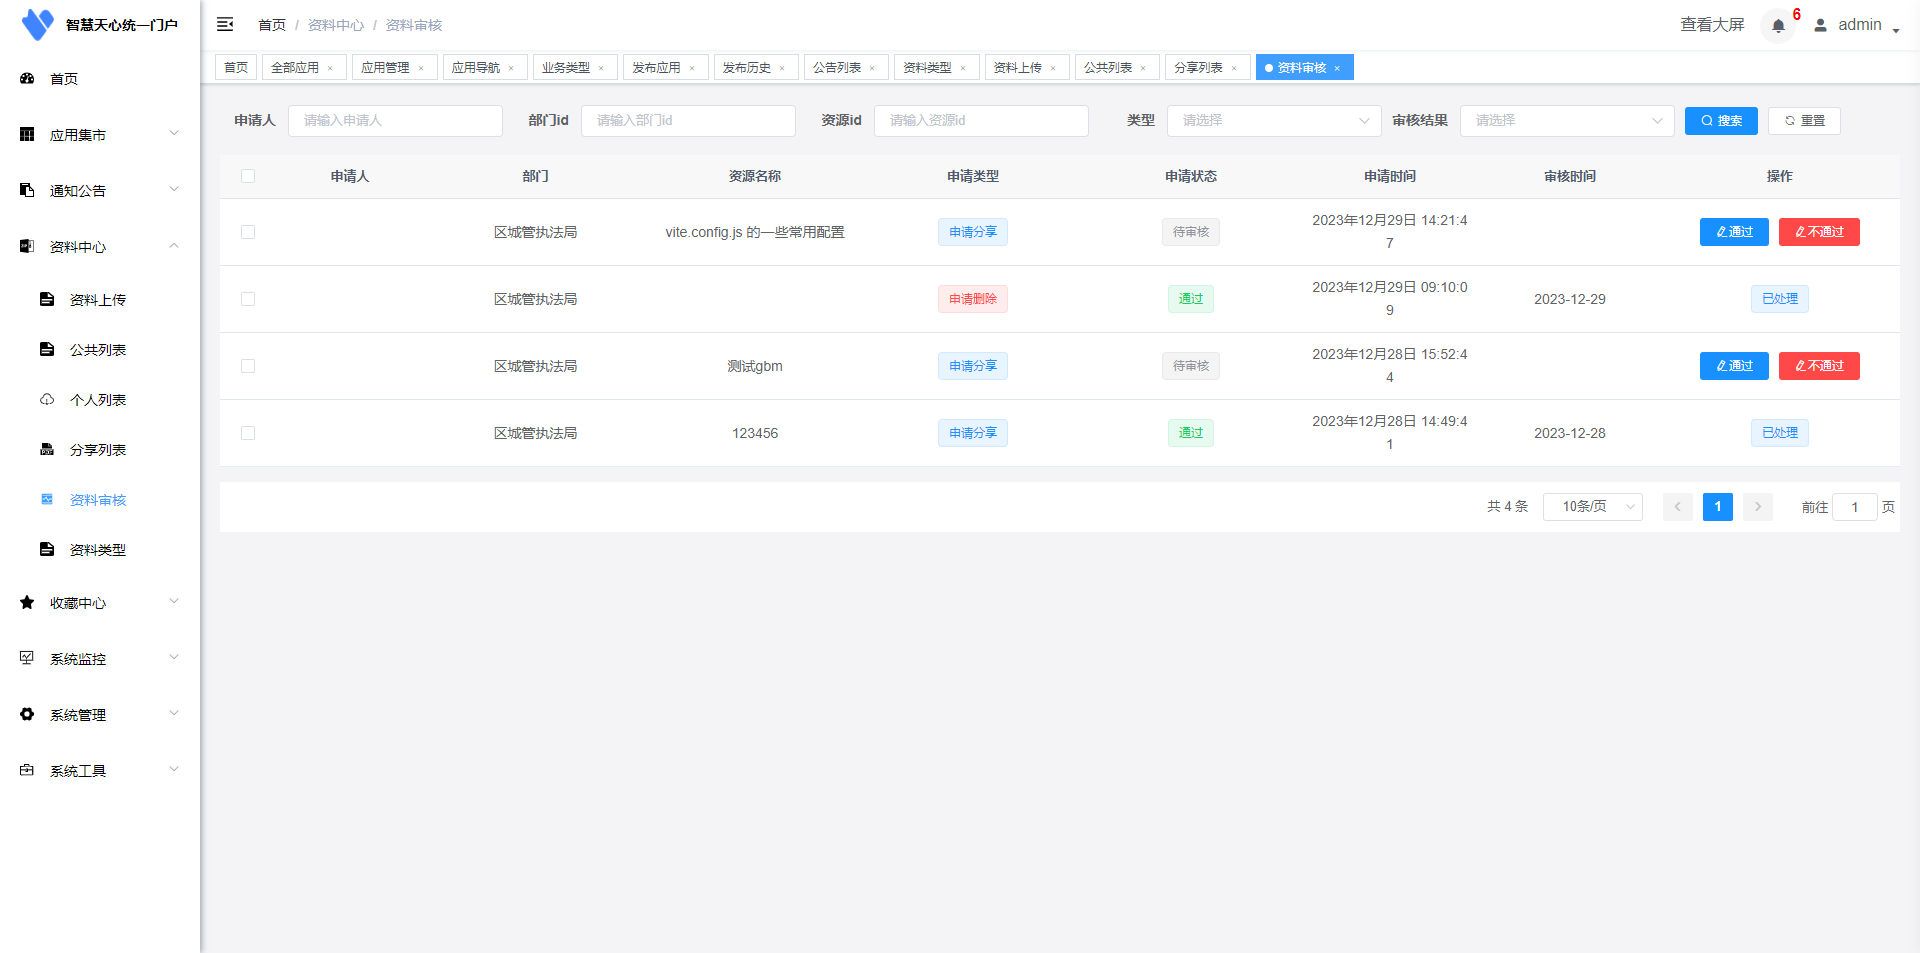 智慧天心统一门户
首页 / 资料中心 / 资料审核
查看大屏 6 admin
首页 全部应用 × 应用管理 × 应用导航 × 业务类型 × 发布应用 × 发布历史 × 公告列表 × 资料类型 × 资料上传 × 公共列表 × 分享列表 × 资料审核 ×
首页
应用集市
通知公告
资料中心
资料上传
公共列表
个人列表
分享列表
资料审核
资料类型
收藏中心
系统监控
系统管理
系统工具
申请人 请输入申请人 部门id 请输入部门id 资源id 请输入资源id 类型 请选择 审核结果 请选择 搜索 重置
申请人 部门 资源名称 申请类型 申请状态 申请时间 审核时间 操作
区城管执法局 vite.config.js 的一些常用配置 申请分享 待审核 2023年12月29日 14:21:4 通过 不通过
7
区城管执法局 申请删除 通过 2023年12月29日 09:10:0 2023-12-29 已处理
9
区城管执法局 测试gbm 申请分享 待审核 2023年12月28日 15:52:4 通过 不通过
4
区城管执法局 123456 申请分享 通过 2023年12月28日 14:49:4 2023-12-28 已处理
1
共 4 条 10条/页 1 前往 1 页